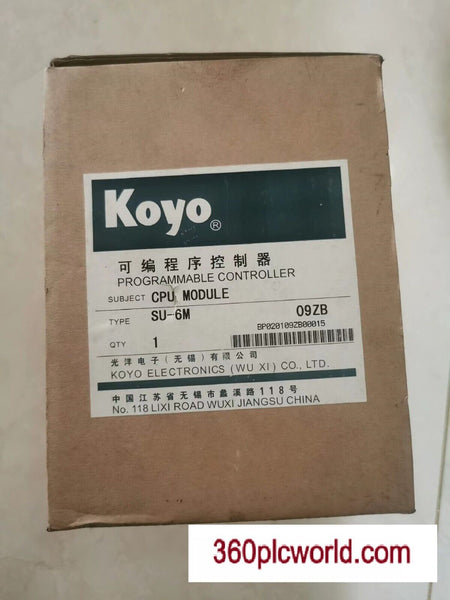 Koyo®
可编程序控制器
PROGRAMMABLE CONTROLLER
SUBJECT CPU MODULE
TYPE SU-6M 09ZB
BP020109ZB00015
QTY 1
光洋电子(无锡)有限公司
KOYO ELECTRONICS (WU XI) CO., LTD.
中国江苏省无锡市蠡溪路118号
No. 118 LIXI ROAD WUXI JIANGSU CHINA
360plcworld.com